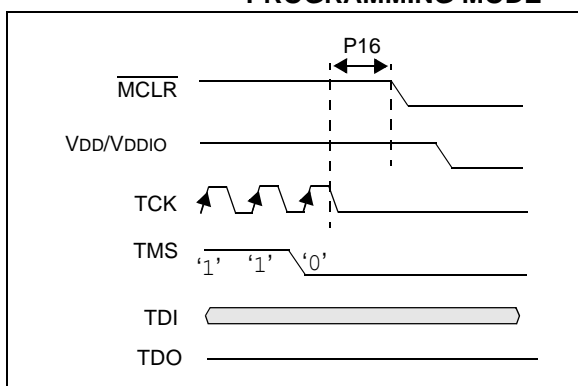 PROGRAMMING MODE
P16
MCLR
VDD/VDDIO
TCK
TMS
‘1’ ‘1’ ‘0’
TDI
TDO